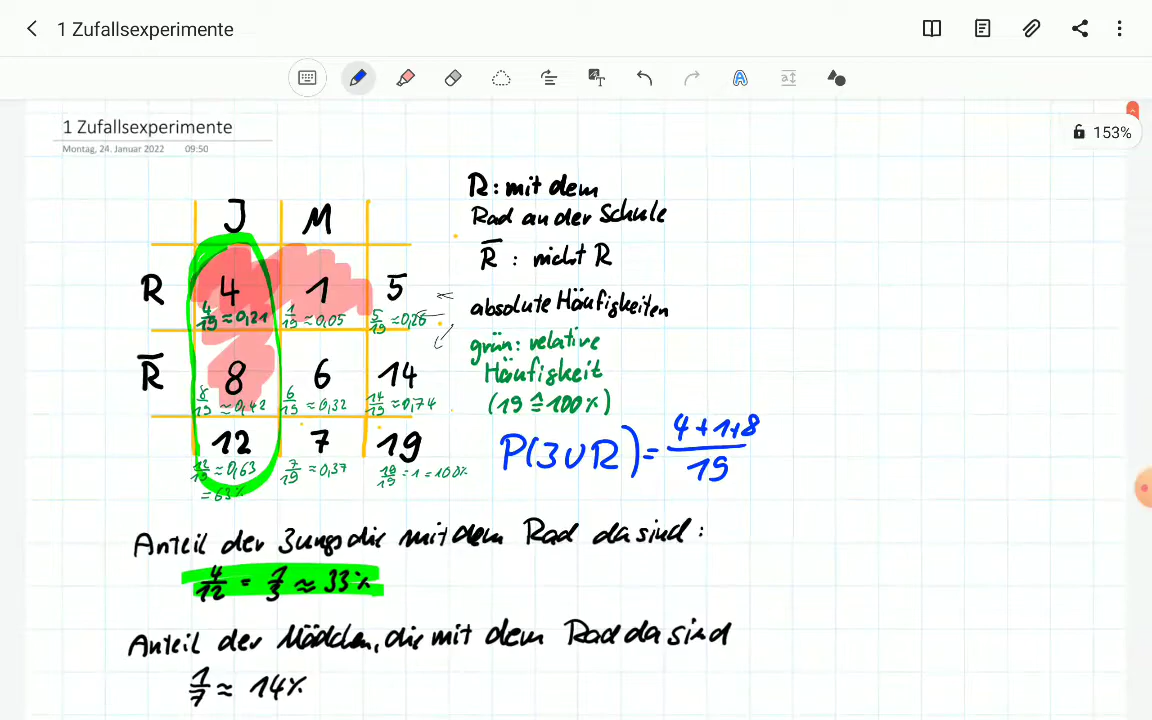 1 Zufallsexperimente
153%
1 Zufallsexperimente
Montag, 24. Januar 2022 09:50
J M
R 4 1 5
4/19 ≈ 0,21 1/19 ≈ 0,05 5/19 ≈ 0,26
R̅ 8 6 14
8/19 ≈ 0,42 6/19 ≈ 0,32 14/19 ≈ 0,74
12 7 19
12/19 ≈ 0,63 7/19 ≈ 0,37 19/19 = 1 = 100%
= 63%
R: mit dem
Rad an der Schule
R̅ : nicht R
absolute Häufigkeiten
grün: relative
Häufigkeit
(19 ≙ 100%)
P(J ∪ R) = (4+1+8)/19
Anteil der Jungs die mit dem Rad da sind:
4/12 = 1/3 ≈ 33%
Anteil der Mädchen, die mit dem Rad da sind
1/7 ≈ 14%